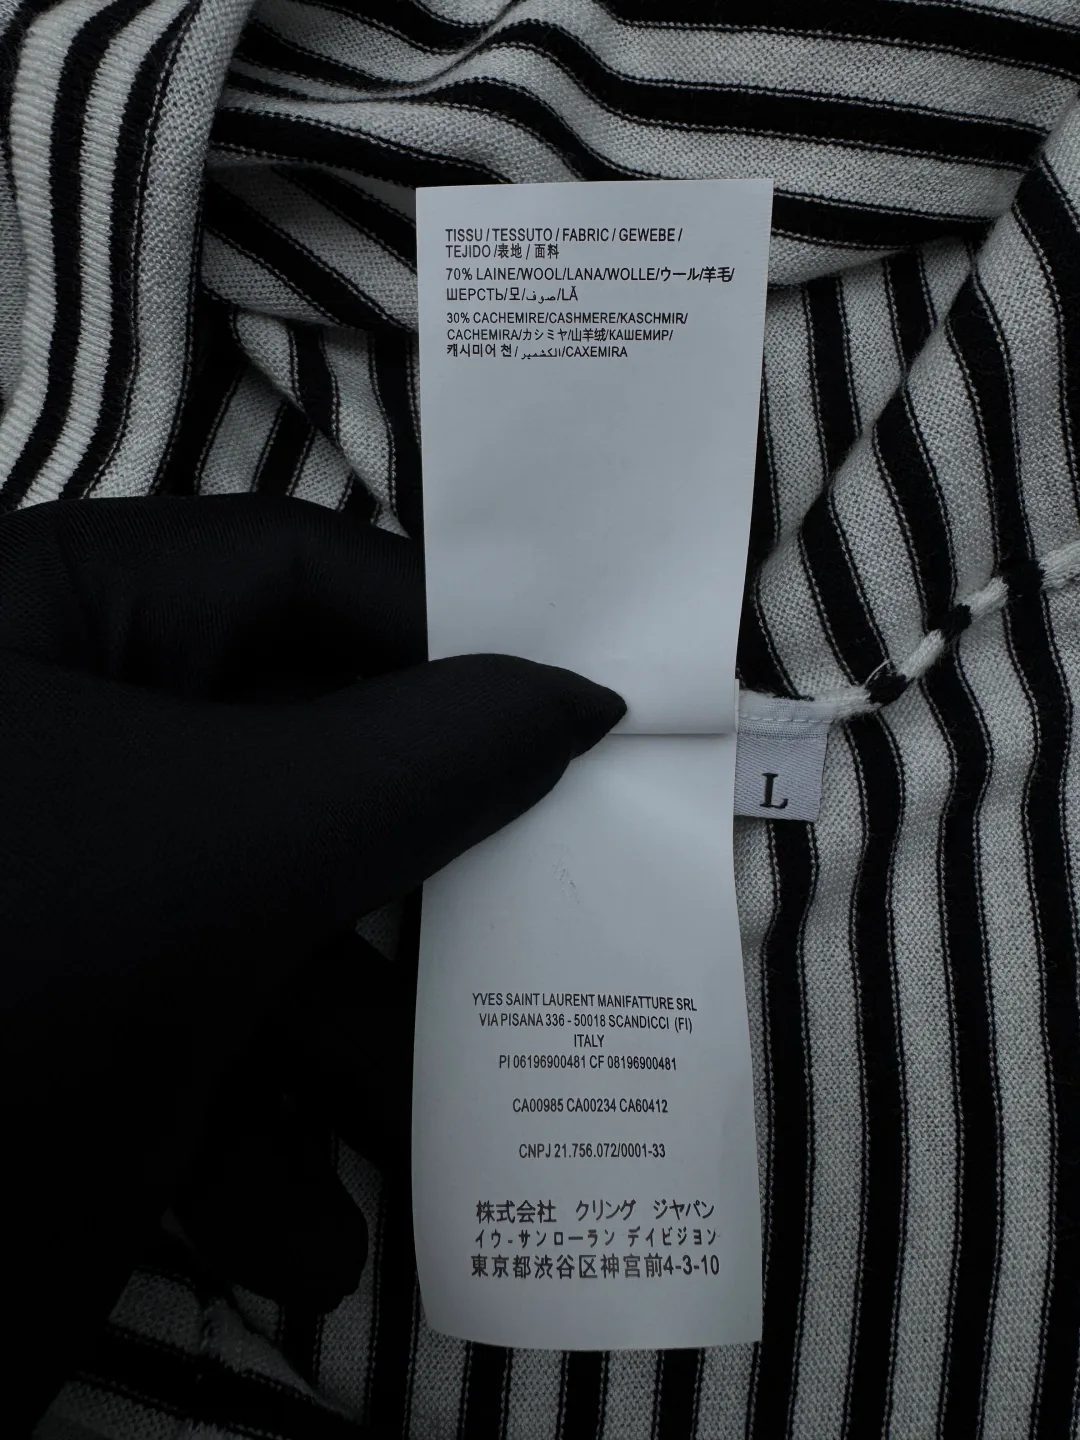 TISSU / TESSUTO / FABRIC / GEWEBE /
TEJIDO /表地 / 面料
70% LAINE/WOOL/LANA/WOLLE/ウール/羊毛/
ШЕРСТЬ/모/صوف/LÃ
30% CACHEMIRE/CASHMERE/KASCHMIR/
CACHEMIRA/カシミヤ/山羊绒/КАШЕМИР/
캐시미어 천 /الكشمير/CAXEMIRA
L
YVES SAINT LAURENT MANIFATTURE SRL
VIA PISANA 336 - 50018 SCANDICCI (FI)
ITALY
PI 06196900481 CF 08196900481
CA00985 CA00234 CA60412
CNPJ 21.756.072/0001-33
株式会社 クリング ジヤパン
イウ-サンローラン デイビジヨン
東京都渋谷区神宮前4-3-10